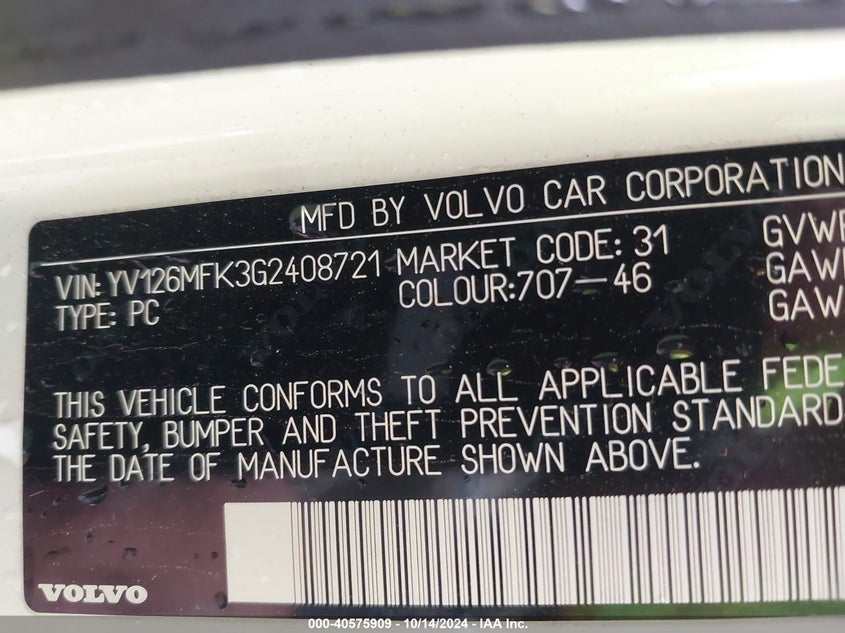 MFD BY VOLVO CAR CORPORATION
VIN: YV126MFK3G2408721 MARKET CODE: 31
TYPE: PC COLOUR:707-46
THIS VEHICLE CONFORMS TO ALL APPLICABLE
SAFETY, BUMPER AND THEFT PREVENTION
THE DATE OF MANUFACTURE SHOWN ABOVE.
VOLVO
000-40575909 - 10/14/2024 - IAA Inc.